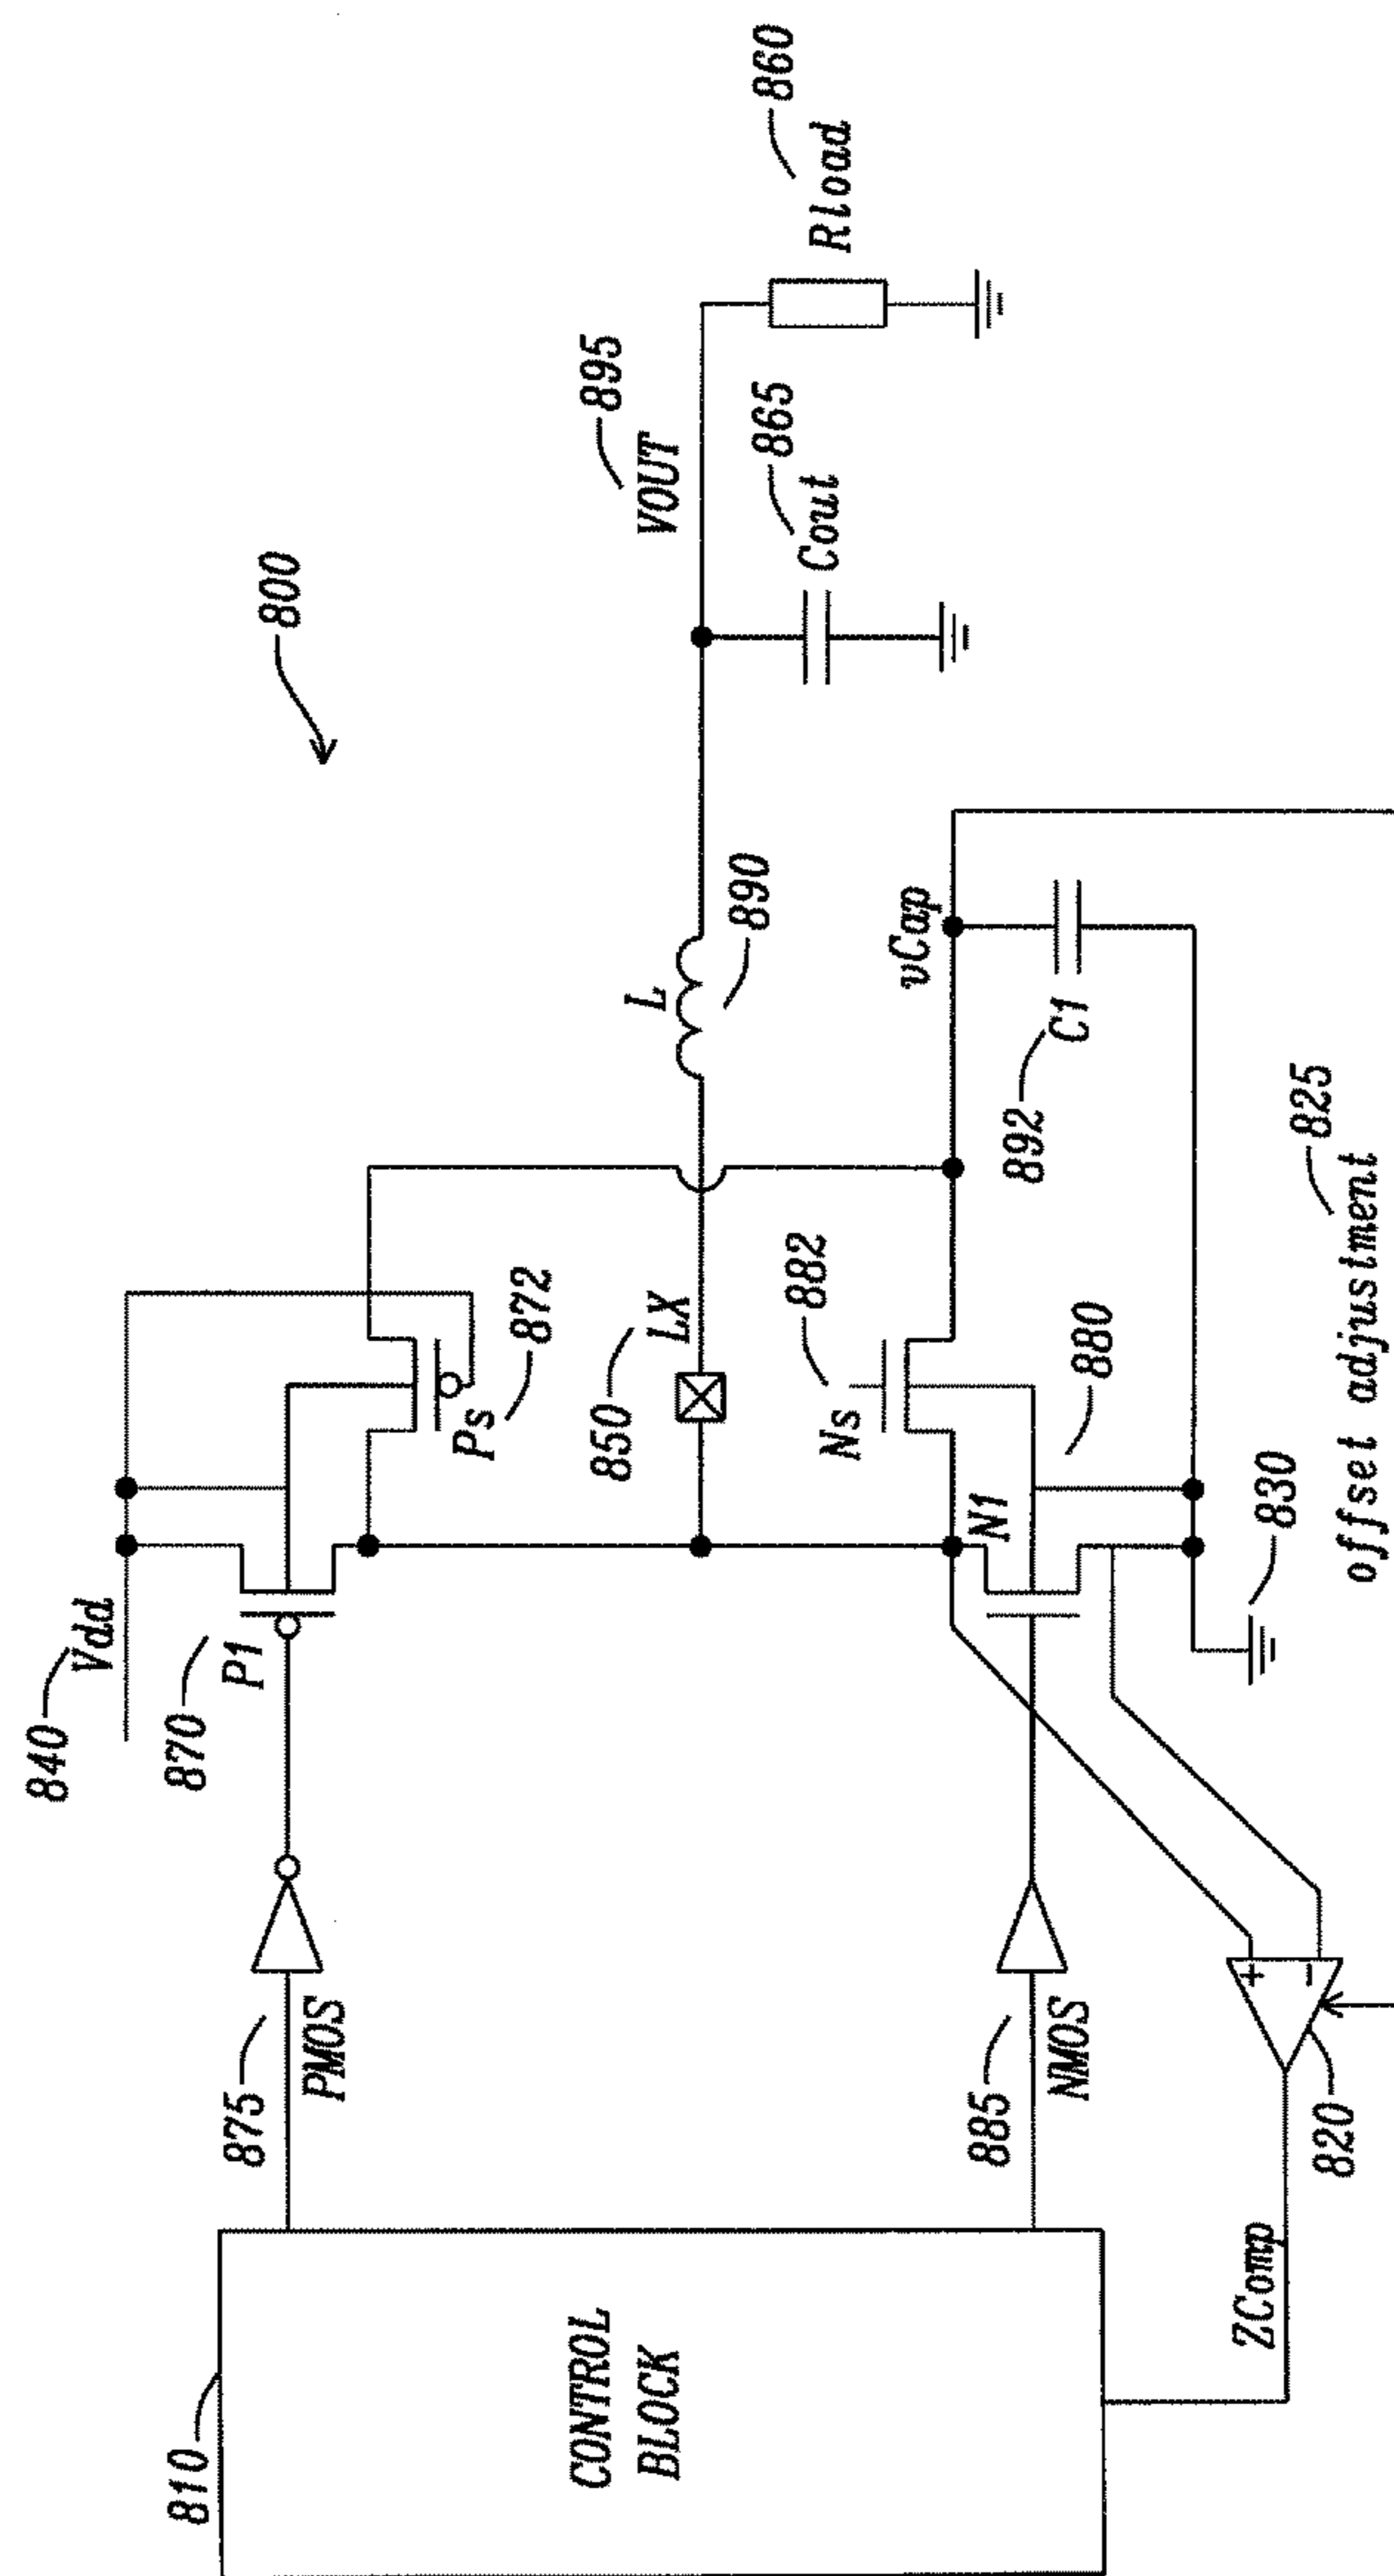 800
810
CONTROL
BLOCK
875
PMOS
885
NMOS
ZComp
820
+
−
840
Vdd
870
P1
Ps
872
850
LX
882
Ns
N1
880
830
offset adjustment
825
L
890
vCap
C1
892
VOUT
895
Cout
865
Rload
860